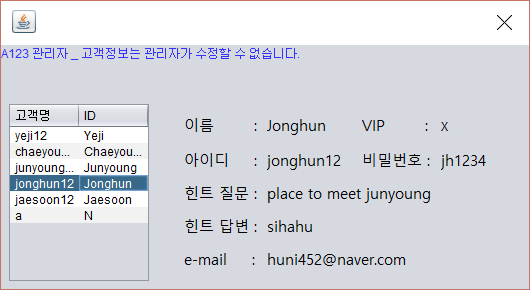 A123 관리자 _ 고객정보는 관리자가 수정할 수 없습니다.
고객명 ID
yeji12 Yeji
chaeyou... Chaeyou...
junyoung... Junyoung
jonghun12 Jonghun
jaesoon12 Jaesoon
a N
이름 : Jonghun VIP : x
아이디 : jonghun12 비밀번호 : jh1234
힌트 질문 : place to meet junyoung
힌트 답변 : sihahu
e-mail : huni452@naver.com